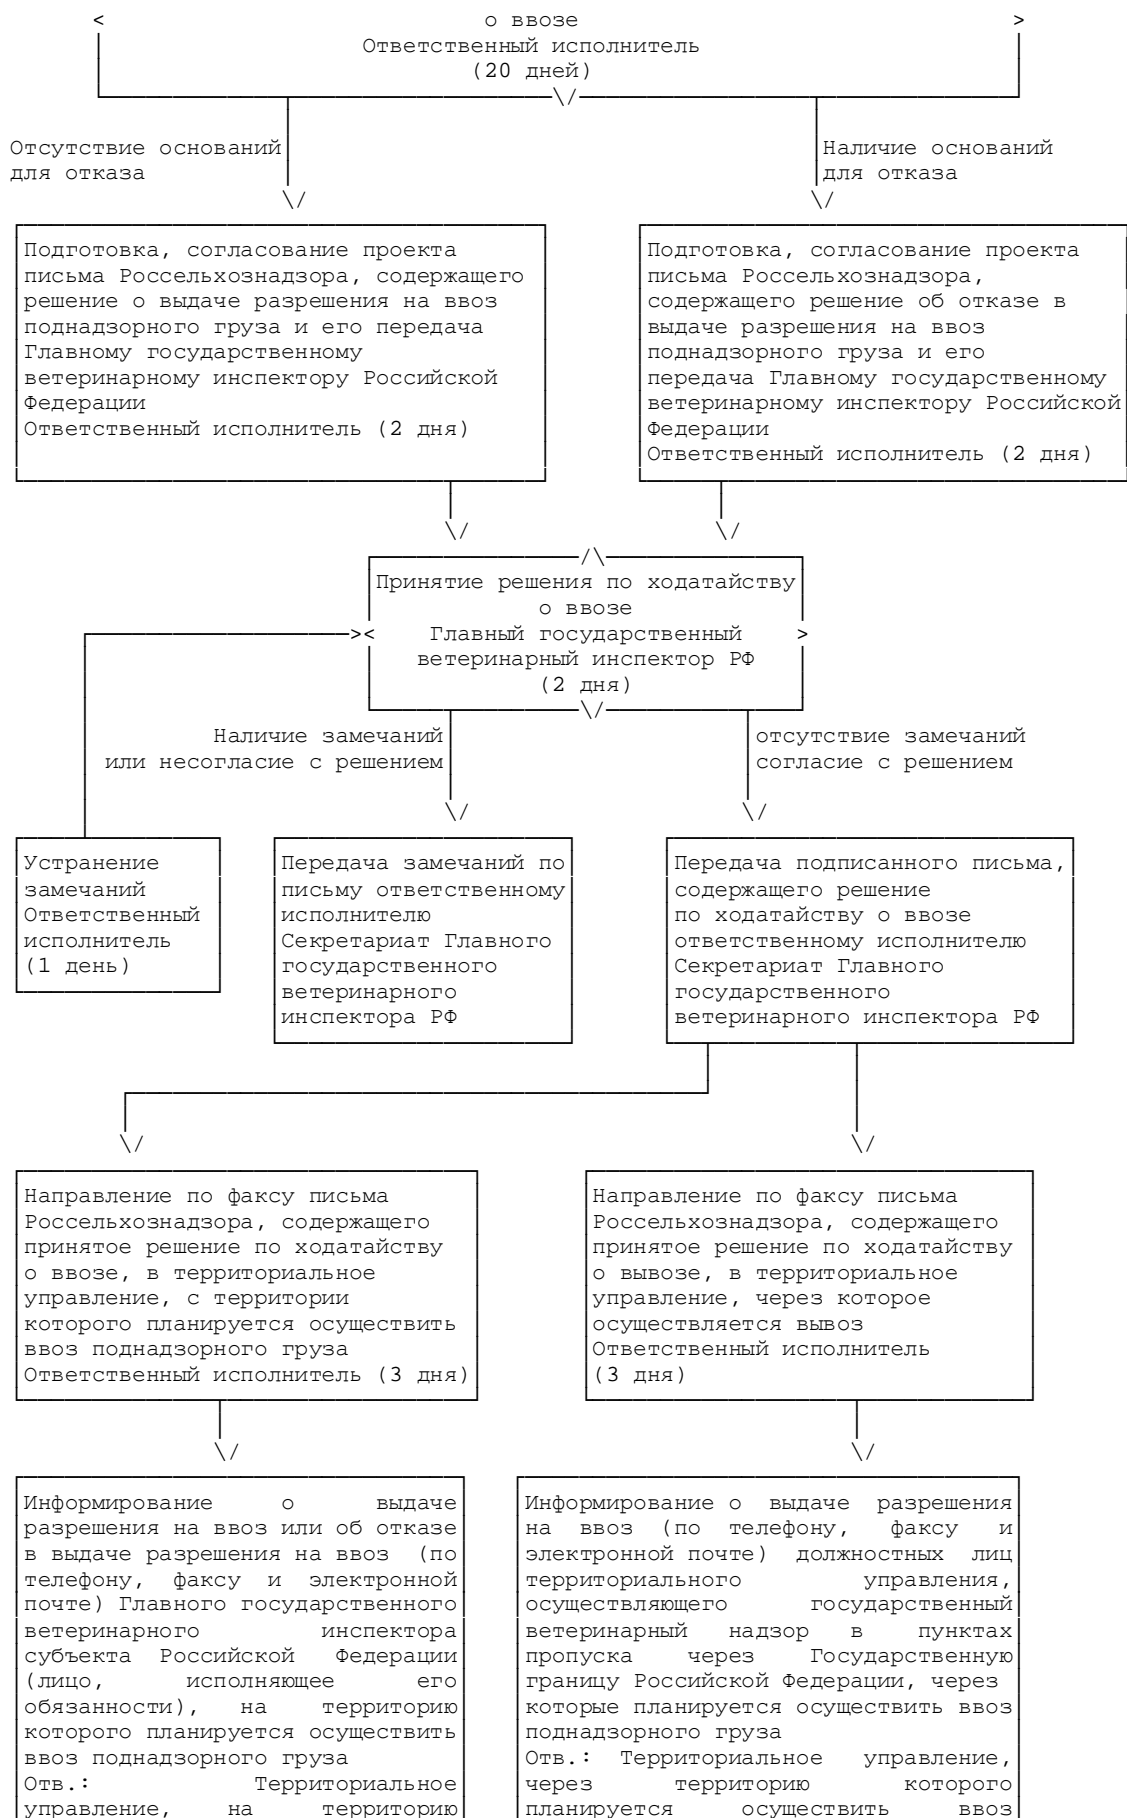 о ввозе
Ответственный исполнитель
(20 дней)
Отсутствие оснований
для отказа
Наличие оснований
для отказа
Подготовка, согласование проекта
письма Россельхознадзора, содержащего
решение о выдаче разрешения на ввоз
поднадзорного груза и его передача
Главному государственному
ветеринарному инспектору Российской
Федерации
Ответственный исполнитель (2 дня)
Подготовка, согласование проекта
письма Россельхознадзора,
содержащего решение об отказе в
выдаче разрешения на ввоз
поднадзорного груза и его
передача Главному государственному
ветеринарному инспектору Российской
Федерации
Ответственный исполнитель (2 дня)
Принятие решения по ходатайству
о ввозе
Главный государственный
ветеринарный инспектор РФ
(2 дня)
Наличие замечаний
или несогласие с решением
отсутствие замечаний
согласие с решением
Устранение
замечаний
Ответственный
исполнитель
(1 день)
Передача замечаний по
письму ответственному
исполнителю
Секретариат Главного
государственного
ветеринарного
инспектора РФ
Передача подписанного письма,
содержащего решение
по ходатайству о ввозе
ответственному исполнителю
Секретариат Главного
государственного
ветеринарного инспектора РФ
Направление по факсу письма
Россельхознадзора, содержащего
принятое решение по ходатайству
о ввозе, в территориальное
управление, с территории
которого планируется осуществить
ввоз поднадзорного груза
Ответственный исполнитель (3 дня)
Направление по факсу письма
Россельхознадзора, содержащего
принятое решение по ходатайству
о вывозе, в территориальное
управление, через которое
осуществляется вывоз
Ответственный исполнитель
(3 дня)
Информирование о выдаче
разрешения на ввоз или об отказе
в выдаче разрешения на ввоз (по
телефону, факсу и электронной
почте) Главного государственного
ветеринарного инспектора
субъекта Российской Федерации
(лицо, исполняющее его
обязанности), на территорию
которого планируется осуществить
ввоз поднадзорного груза
Отв.: Территориальное
управление, на территорию
Информирование о выдаче разрешения
на ввоз (по телефону, факсу и
электронной почте) должностных лиц
территориального управления,
осуществляющего государственный
ветеринарный надзор в пунктах
пропуска через Государственную
границу Российской Федерации, через
которые планируется осуществить ввоз
поднадзорного груза
Отв.: Территориальное управление,
через территорию которого
планируется осуществить ввоз